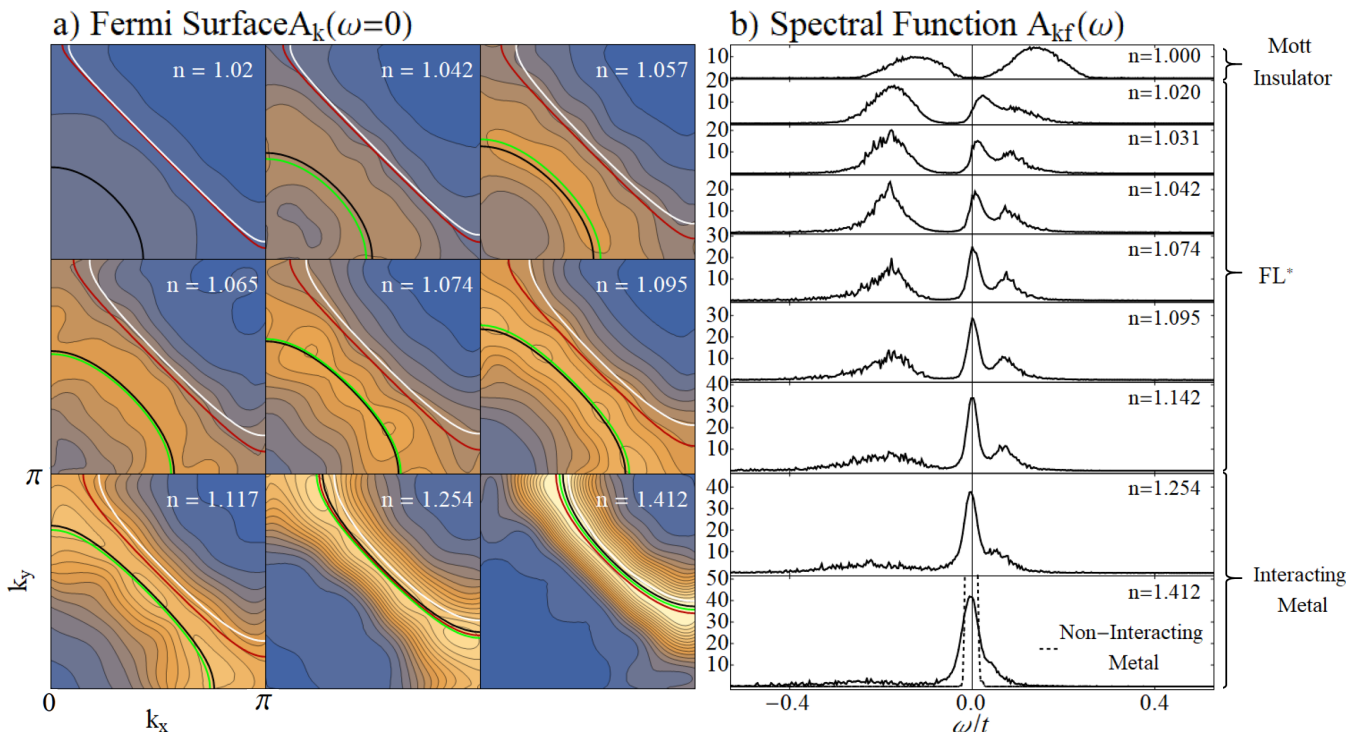 a) Fermi SurfaceA_k(ω=0)
n = 1.02
n = 1.042
n = 1.057
n = 1.065
n = 1.074
n = 1.095
n = 1.117
n = 1.254
n = 1.412
π
k_y
0
π
k_x
b) Spectral Function A_kf(ω)
10
n=1.000
20
10
n=1.020
20
10
n=1.031
20
10
n=1.042
30
20
10
n=1.074
30
20
10
n=1.095
40
30
20
10
n=1.142
40
30
20
10
n=1.254
50
40
30
20
10
n=1.412
Non-Interacting
Metal
-0.4
0.0
0.4
ω/t
Mott
Insulator
FL*
Interacting
Metal